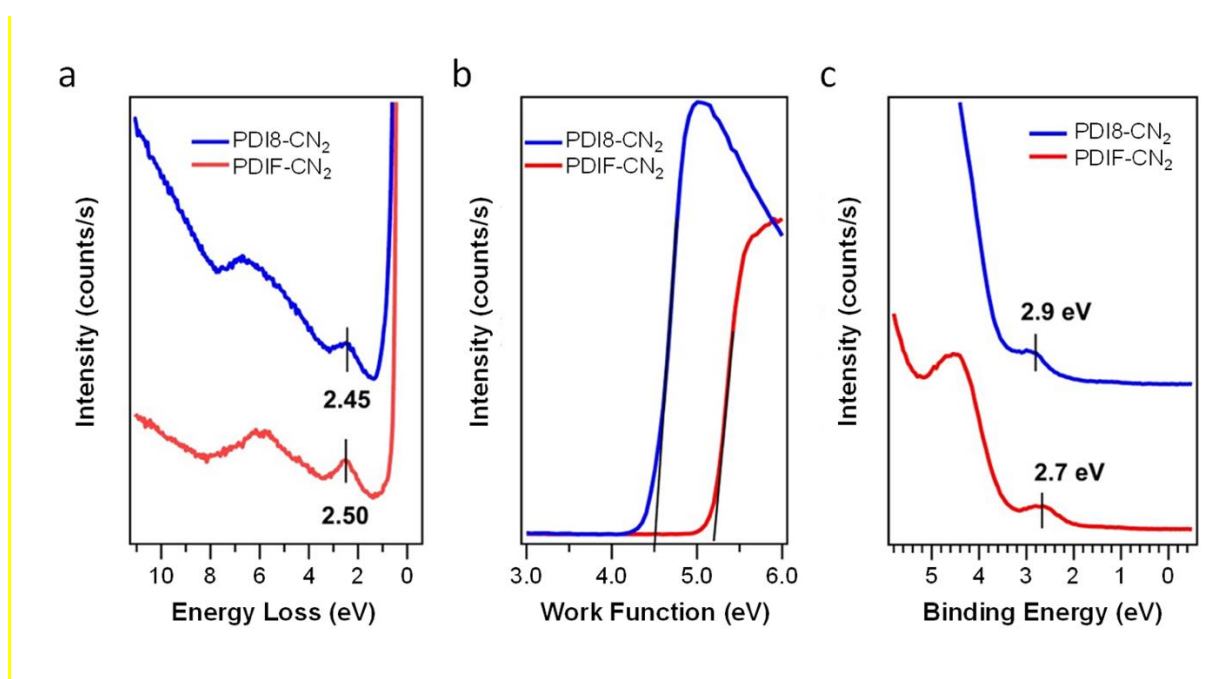 a
Intensity (counts/s)
PDI8-CN2
PDIF-CN2
2.45
2.50
10 8 6 4 2 0
Energy Loss (eV)
b
Intensity (counts/s)
PDI8-CN2
PDIF-CN2
3.0 4.0 5.0 6.0
Work Function (eV)
c
Intensity (counts/s)
PDI8-CN2
PDIF-CN2
2.9 eV
2.7 eV
5 4 3 2 1 0
Binding Energy (eV)